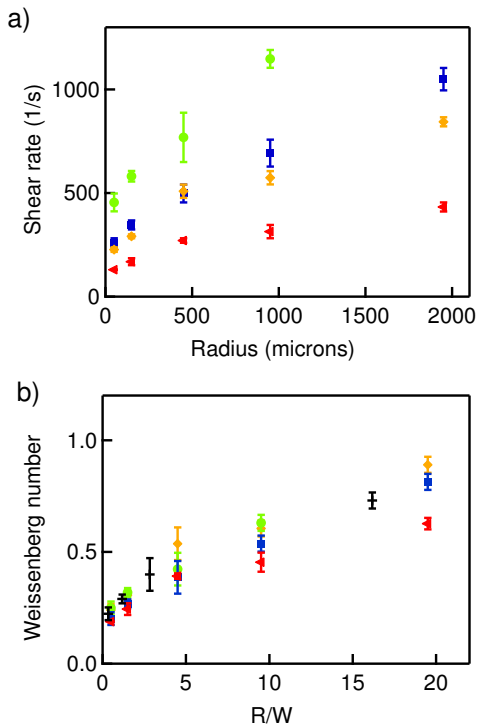 a)
Shear rate (1/s)
1000
500
0
0 500 1000 1500 2000
Radius (microns)
b)
Weissenberg number
1.0
0.5
0.0
0 5 10 15 20
R/W